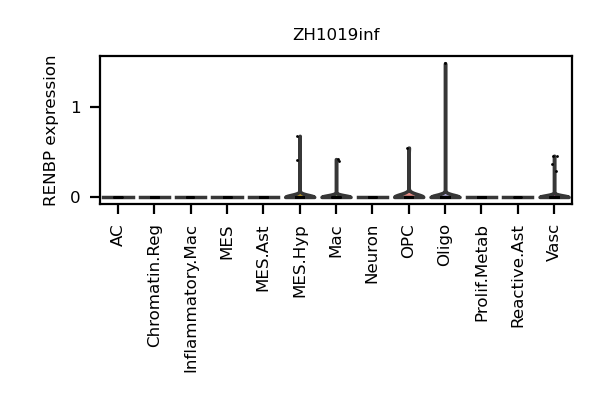 ZH1019inf
RENBP expression
1
0
AC
Chromatin.Reg
Inflammatory.Mac
MES
MES.Ast
MES.Hyp
Mac
Neuron
OPC
Oligo
Prolif.Metab
Reactive.Ast
Vasc